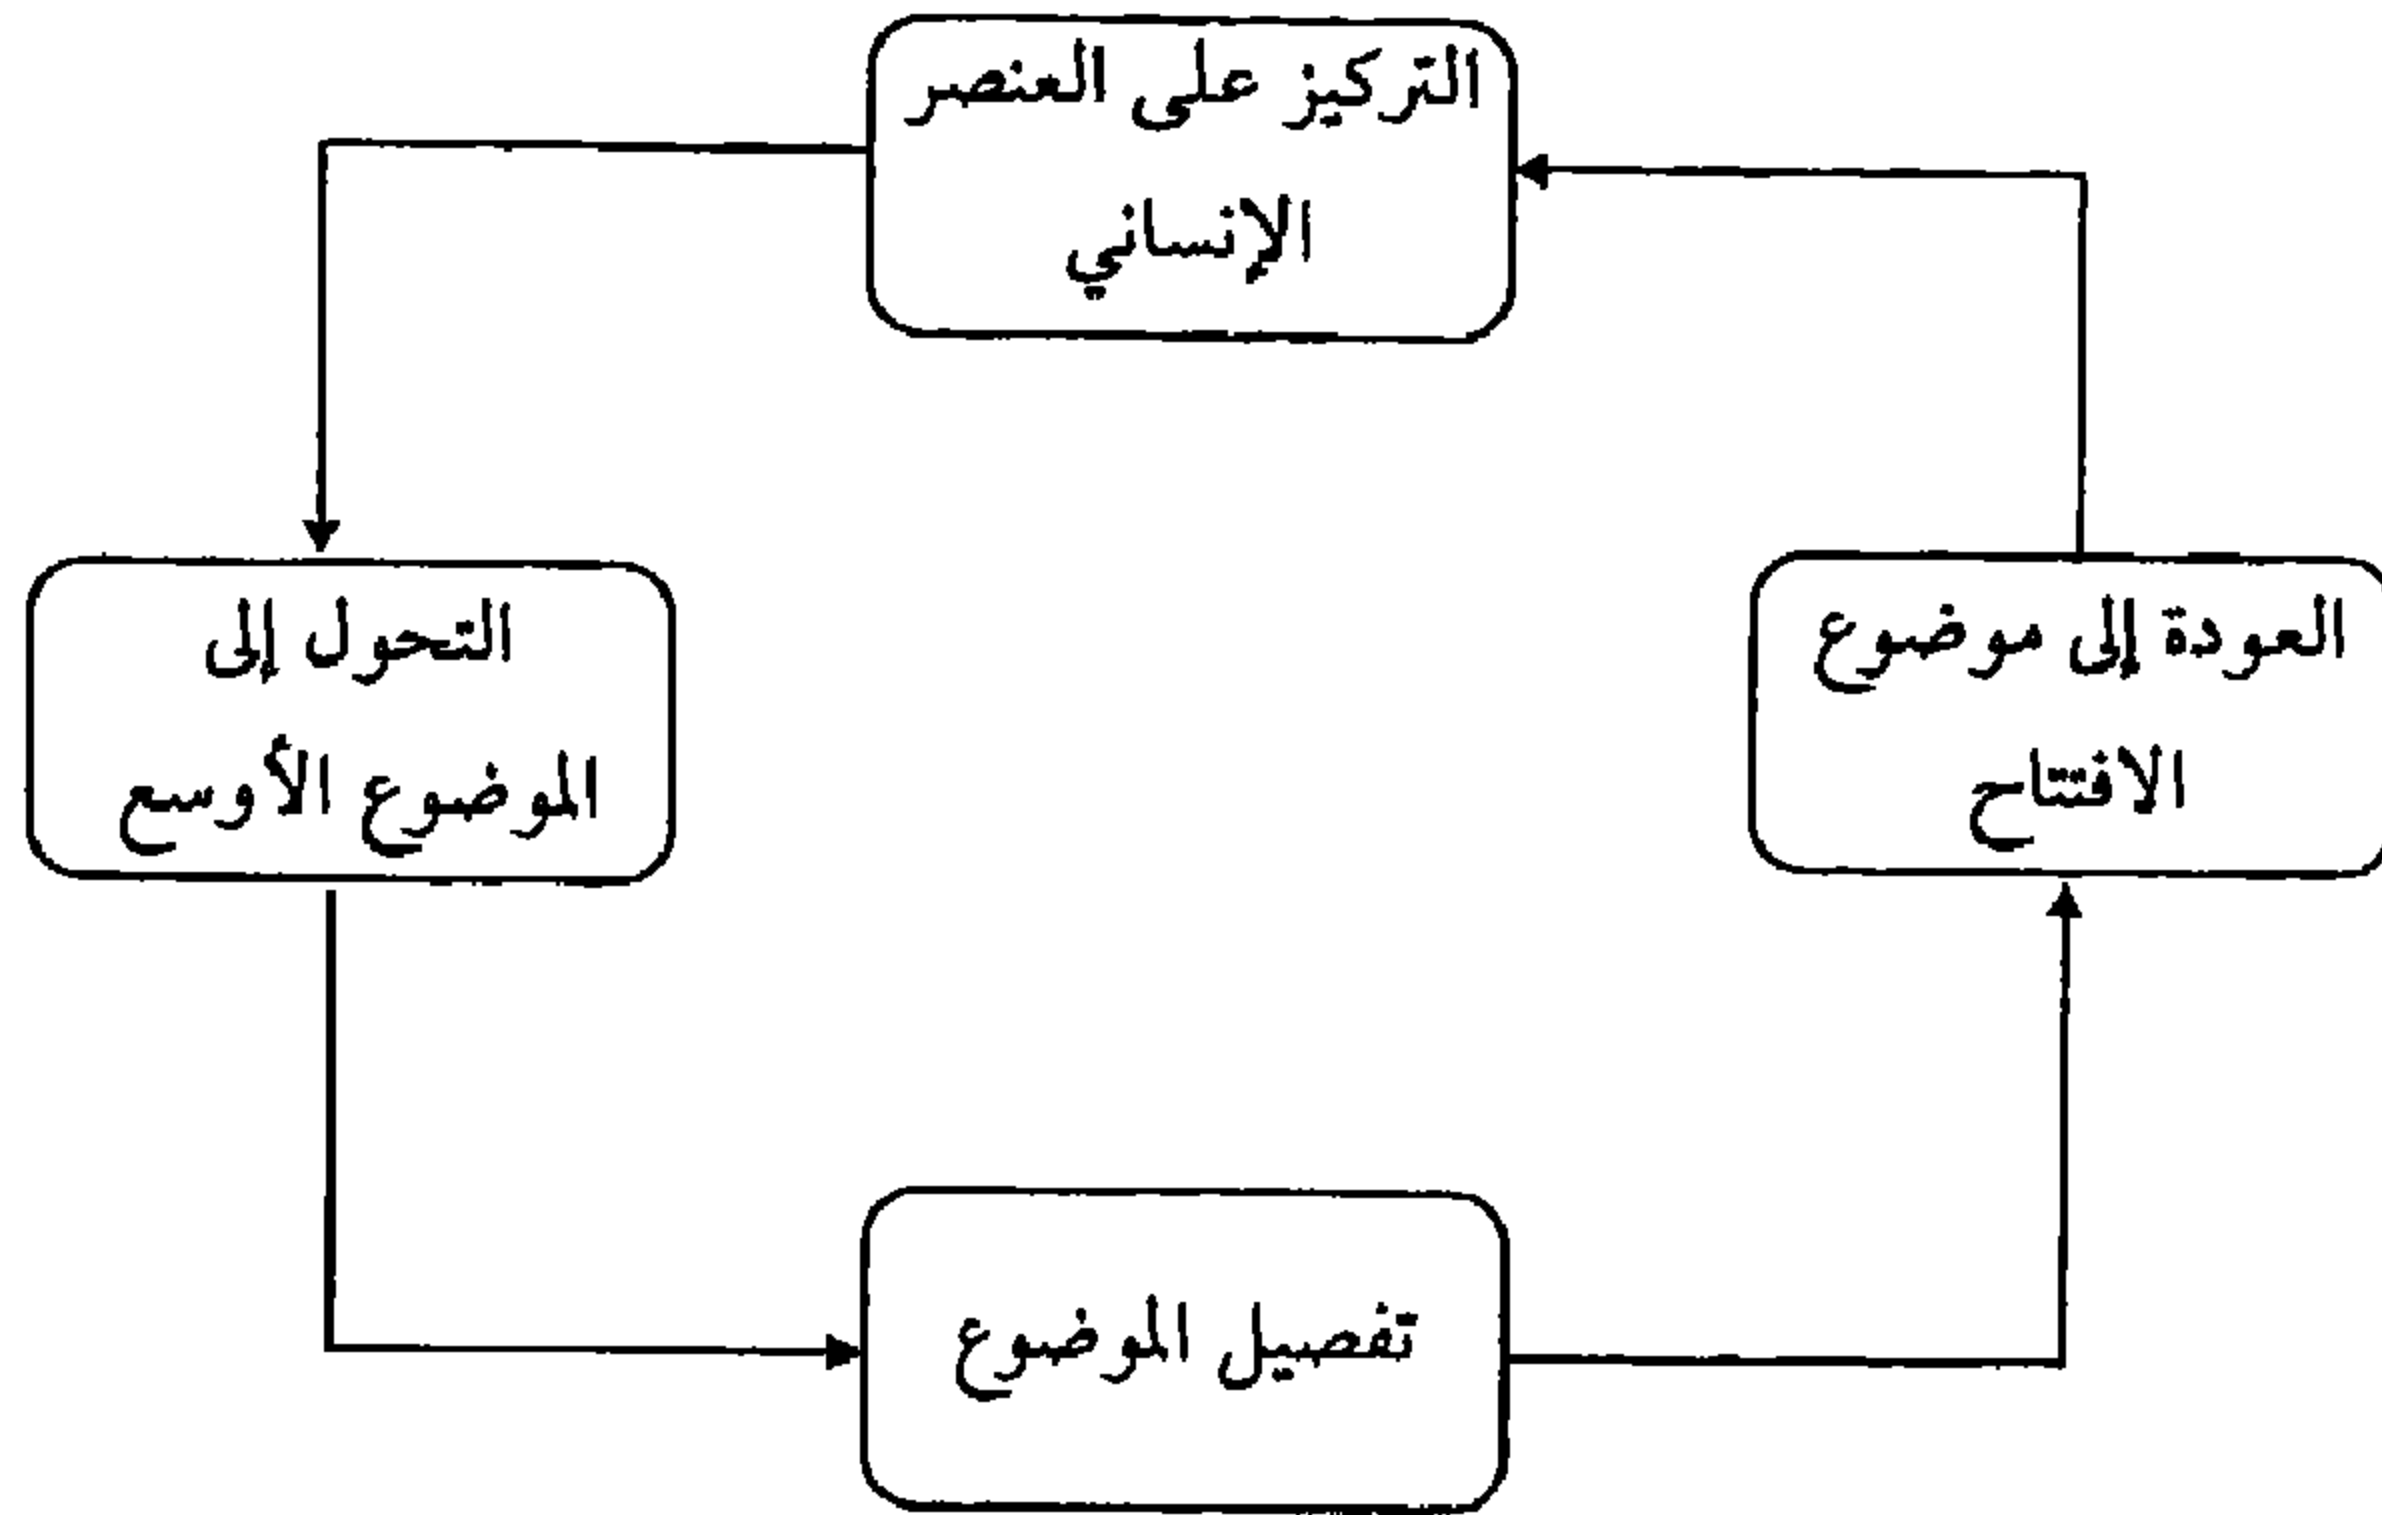 التركيز على العنصر
الإنساني
العودة إلى موضوع
الافتتاح
التحول إلى
الموضوع الأوسع
تفصيل الموضوع